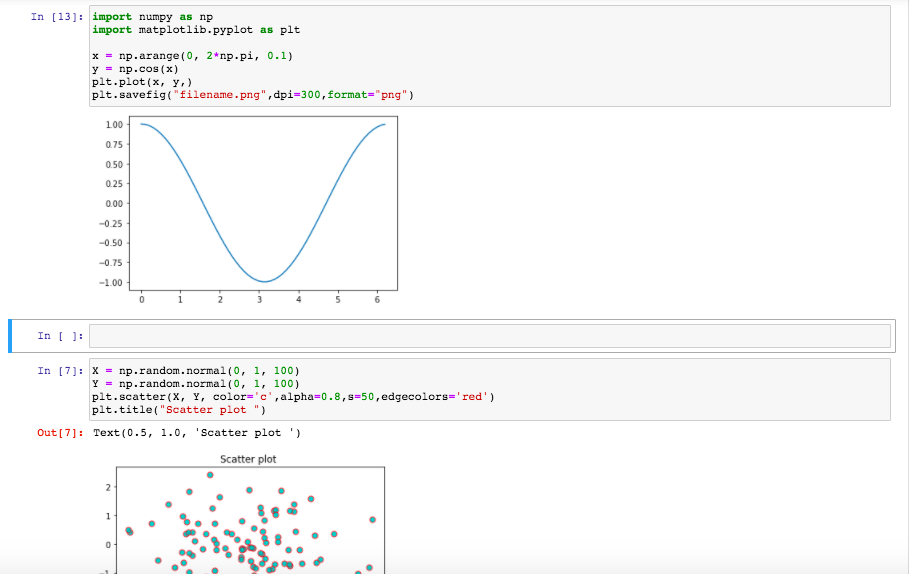 In [13]: import numpy as np
import matplotlib.pyplot as plt
x = np.arange(0, 2*np.pi, 0.1)
y = np.cos(x)
plt.plot(x, y,)
plt.savefig("filename.png",dpi=300,format="png")
1.00
0.75
0.50
0.25
0.00
−0.25
−0.50
−0.75
−1.00
0 1 2 3 4 5 6
In [ ]:
In [7]: X = np.random.normal(0, 1, 100)
Y = np.random.normal(0, 1, 100)
plt.scatter(X, Y, color='c',alpha=0.8,s=50,edgecolors='red')
plt.title("Scatter plot ")
Out[7]: Text(0.5, 1.0, 'Scatter plot ')
Scatter plot
2
1
0
−1